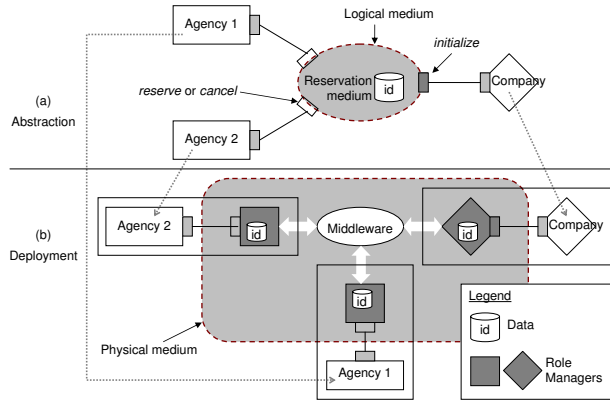 Agency 1
Logical medium
initialize
Reservation
medium
id
Company
(a)
Abstraction
reserve or cancel
Agency 2
(b)
Deployment
Agency 2
id
Middleware
id
Company
id
Physical medium
Agency 1
Legend
id
Data
Role
Managers